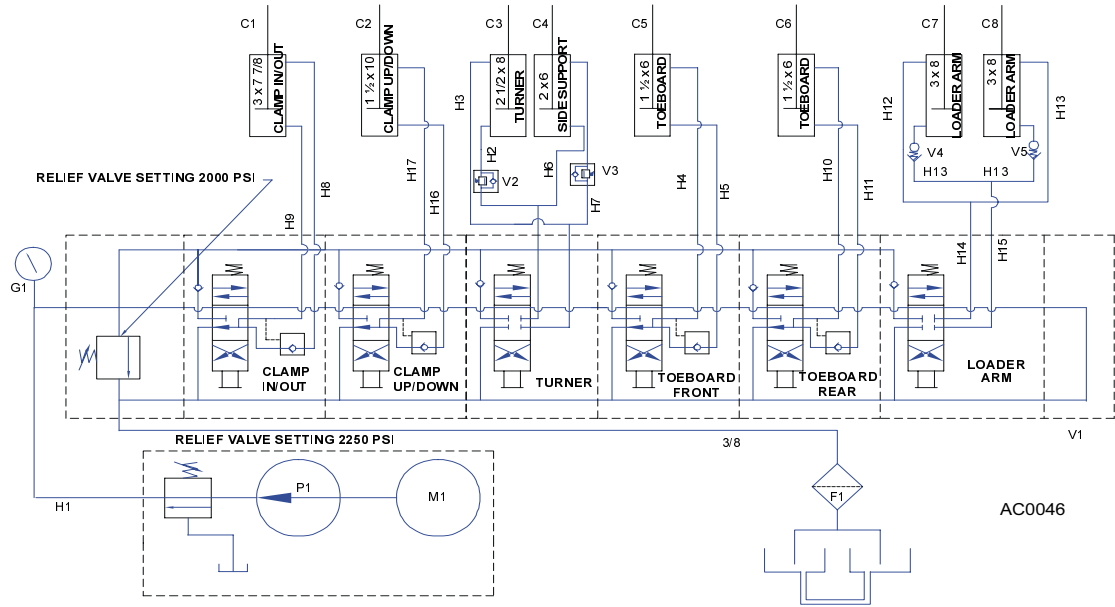 C1
C2
C3
C4
C5
C6
C7
C8
3 x 7 7/8
CLAMP IN/OUT
1 ½ x 10
CLAMP UP/DOWN
2 1/2 x 8
TURNER
2 x 6
SIDE SUPPORT
1 ½ x 6
TOEBOARD
1 ½ x 6
TOEBOARD
3 x 8
LOADER ARM
3 x 8
LOADER ARM
H3
H12
H13
H2
H6
V2
V3
V4
V5
H13
H13
RELIEF VALVE SETTING 2000 PSI
H9
H8
H17
H16
H7
H4
H5
H10
H11
H14
H15
G1
CLAMP
IN/OUT
CLAMP
UP/DOWN
TURNER
TOEBOARD
FRONT
TOEBOARD
REAR
LOADER
ARM
V1
RELIEF VALVE SETTING 2250 PSI
3/8
H1
P1
M1
F1
AC0046